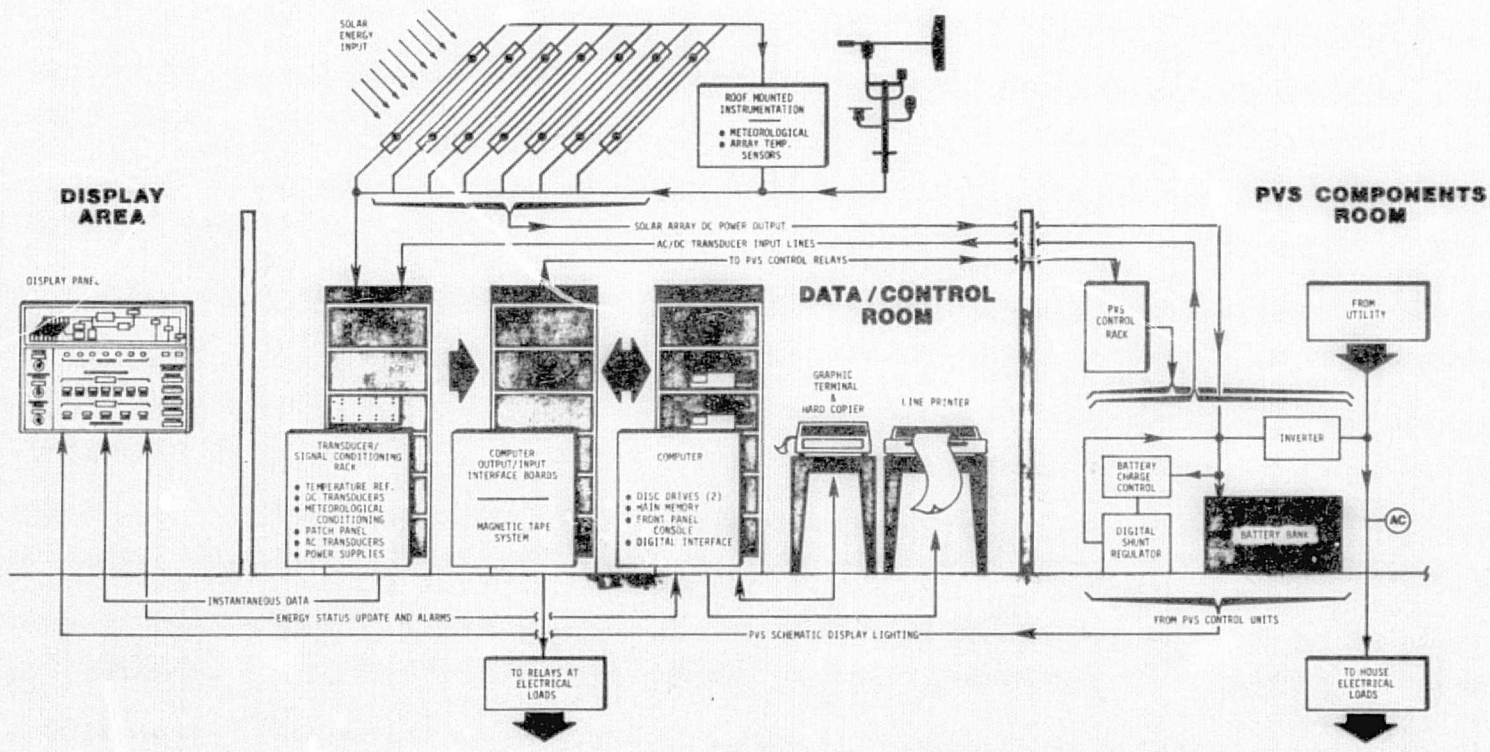 SOLAR
ENERGY
INPUT
ROOF MOUNTED
INSTRUMENTATION
● METEOROLOGICAL
● ARRAY TEMP.
SENSORS
DISPLAY
AREA
PVS COMPONENTS
ROOM
SOLAR ARRAY DC POWER OUTPUT
AC/DC TRANSDUCER INPUT LINES
TO PVS CONTROL RELAYS
DISPLAY PANEL
DATA/CONTROL
ROOM
PVS
CONTROL
RACK
FROM
UTILITY
GRAPHIC
TERMINAL
&
HARD COPIER
LINE PRINTER
TRANSDUCER/
SIGNAL CONDITIONING
RACK
● TEMPERATURE REF.
● DC TRANSDUCERS
● METEOROLOGICAL
CONDITIONING
● PATCH PANEL
● AC TRANSDUCERS
● POWER SUPPLIES
COMPUTER
OUTPUT/INPUT
INTERFACE BOARDS
MAGNETIC TAPE
SYSTEM
COMPUTER
● DISC DRIVES (2)
● MAIN MEMORY
● FRONT PANEL
CONSOLE
● DIGITAL INTERFACE
INVERTER
BATTERY
CHARGE
CONTROL
DIGITAL
SHUNT
REGULATOR
BATTERY BANK
AC
INSTANTANEOUS DATA
ENERGY STATUS UPDATE AND ALARMS
PVS SCHEMATIC DISPLAY LIGHTING
FROM PVS CONTROL UNITS
TO RELAYS AT
ELECTRICAL
LOADS
TO HOUSE
ELECTRICAL
LOADS